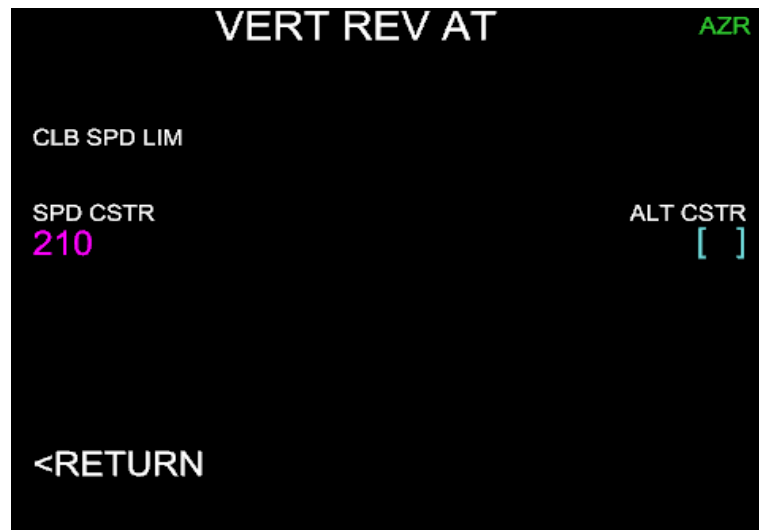 VERT REV AT AZR
CLB SPD LIM
SPD CSTR ALT CSTR
210 [ ]
<RETURN